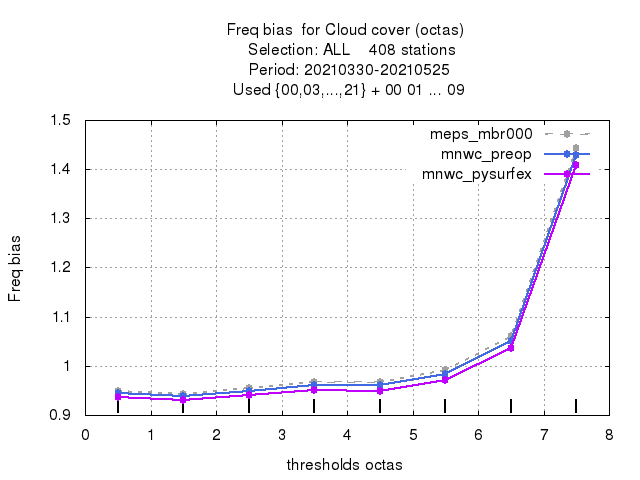 Freq bias  for Cloud cover (octas)
Selection: ALL    408 stations
Period: 20210330-20210525
Used {00,03,...,21} + 00 01 ... 09
1.5
meps_mbr000
mnwc_preop
mnwc_pysurfex
1.4
1.3
1.2
1.1
1
0.9
Freq bias
0 1 2 3 4 5 6 7 8
thresholds octas